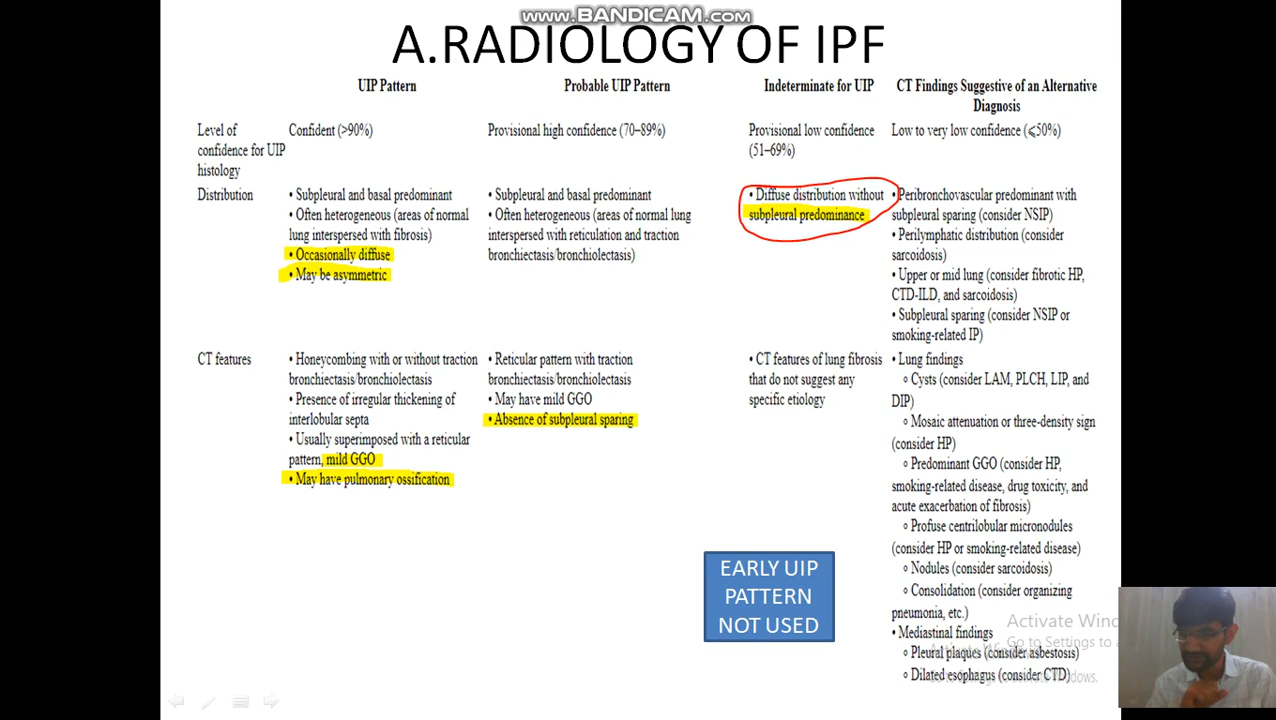 www.BANDICAM.com
A.RADIOLOGY OF IPF
UIP Pattern
Probable UIP Pattern
Indeterminate for UIP
CT Findings Suggestive of an Alternative
Diagnosis
Level of
confidence for UIP
histology
Confident (>90%)
Provisional high confidence (70–89%)
Provisional low confidence
(51–69%)
Low to very low confidence (⩽50%)
Distribution
• Subpleural and basal predominant
• Often heterogeneous (areas of normal
lung interspersed with fibrosis)
• Occasionally diffuse
• May be asymmetric
• Subpleural and basal predominant
• Often heterogeneous (areas of normal lung
interspersed with reticulation and traction
bronchiectasis/bronchiolectasis)
• Diffuse distribution without
subpleural predominance
• Peribronchovascular predominant with
subpleural sparing (consider NSIP)
• Perilymphatic distribution (consider
sarcoidosis)
• Upper or mid lung (consider fibrotic HP,
CTD-ILD, and sarcoidosis)
• Subpleural sparing (consider NSIP or
smoking-related IP)
CT features
• Honeycombing with or without traction
bronchiectasis/bronchiolectasis
• Presence of irregular thickening of
interlobular septa
• Usually superimposed with a reticular
pattern, mild GGO
• May have pulmonary ossification
• Reticular pattern with traction
bronchiectasis/bronchiolectasis
• May have mild GGO
• Absence of subpleural sparing
• CT features of lung fibrosis
that do not suggest any
specific etiology
• Lung findings
○ Cysts (consider LAM, PLCH, LIP, and
DIP)
○ Mosaic attenuation or three-density sign
(consider HP)
○ Predominant GGO (consider HP,
smoking-related disease, drug toxicity, and
acute exacerbation of fibrosis)
○ Profuse centrilobular micronodules
(consider HP or smoking-related disease)
○ Nodules (consider sarcoidosis)
○ Consolidation (consider organizing
pneumonia, etc.)
• Mediastinal findings
○ Pleural plaques (consider asbestosis)
○ Dilated esophagus (consider CTD)
EARLY UIP
PATTERN
NOT USED
Activate Wind
Go to Settings to a